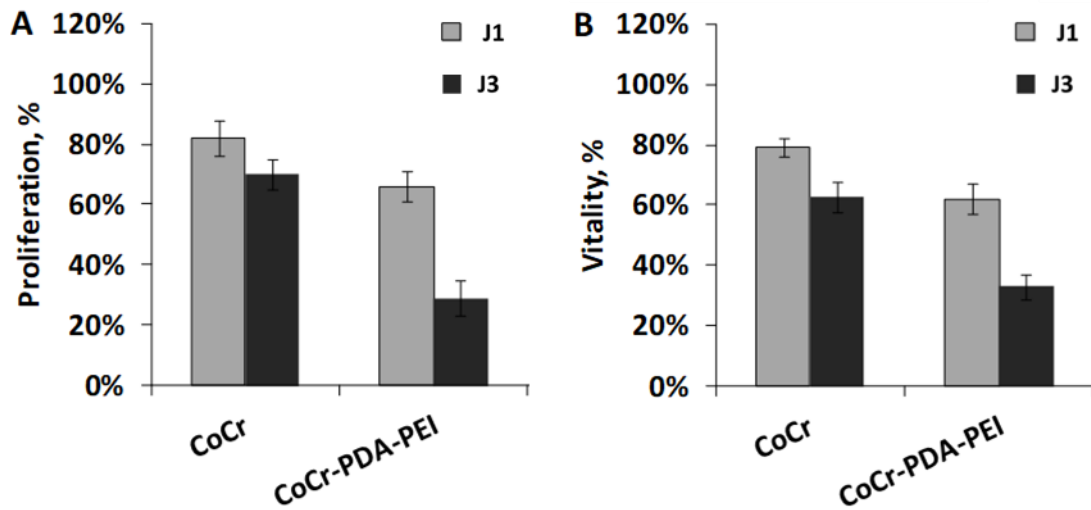 A
Proliferation, %
120%
100%
80%
60%
40%
20%
0%
J1
J3
CoCr
CoCr-PDA-PEI
B
Vitality, %
120%
100%
80%
60%
40%
20%
0%
J1
J3
CoCr
CoCr-PDA-PEI